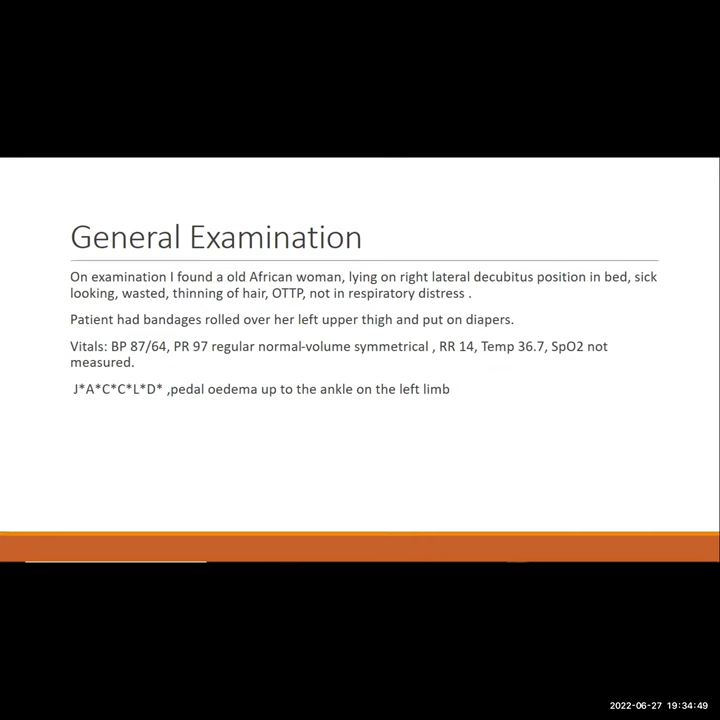 General Examination
On examination I found a old African woman, lying on right lateral decubitus position in bed, sick
looking, wasted, thinning of hair, OTTP, not in respiratory distress .
Patient had bandages rolled over her left upper thigh and put on diapers.
Vitals: BP 87/64, PR 97 regular normal-volume symmetrical , RR 14, Temp 36.7, SpO2 not
measured.
J*A*C*C*L*D* ,pedal oedema up to the ankle on the left limb
2022-06-27 19:34:49